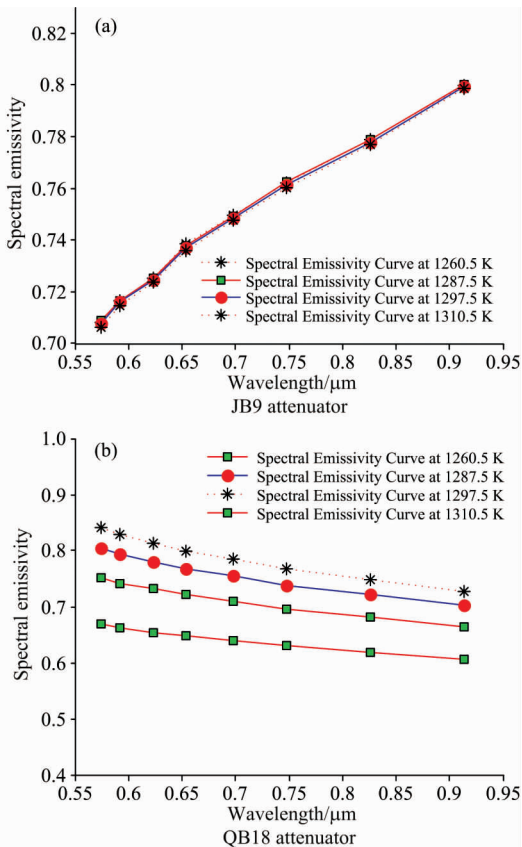 (a)
0.82
0.8
0.78
0.76
0.74
0.72
0.70
Spectral emissivity
Spectral Emissivity Curve at 1260.5 K
Spectral Emissivity Curve at 1287.5 K
Spectral Emissivity Curve at 1297.5 K
Spectral Emissivity Curve at 1310.5 K
0.55 0.6 0.65 0.7 0.75 0.8 0.85 0.9 0.95
Wavelength/μm
JB9 attenuator
(b)
1.0
0.9
0.8
0.7
0.6
0.5
0.4
Spectral emissivity
Spectral Emissivity Curve at 1260.5 K
Spectral Emissivity Curve at 1287.5 K
Spectral Emissivity Curve at 1297.5 K
Spectral Emissivity Curve at 1310.5 K
0.55 0.6 0.65 0.7 0.75 0.8 0.85 0.9 0.95
Wavelength/μm
QB18 attenuator